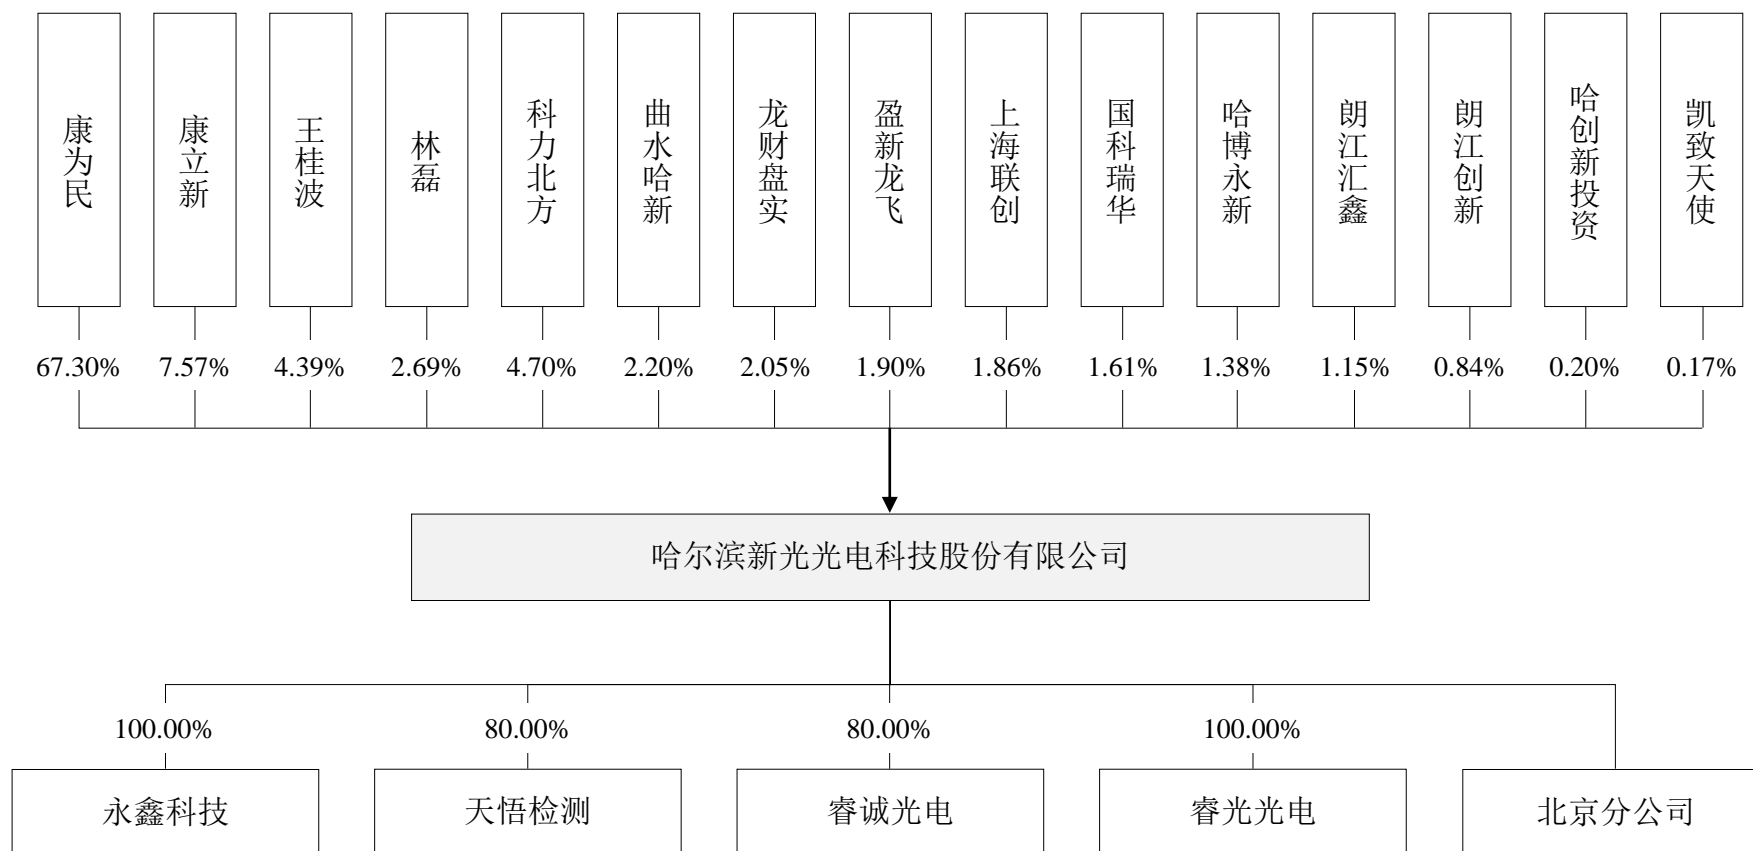 康为民
康立新
王桂波
林磊
科力北方
曲水哈新
龙财盘实
盈新龙飞
上海联创
国科瑞华
哈博永新
朗江汇鑫
朗江创新
哈创新投资
凯致天使
67.30% 7.57% 4.39% 2.69% 4.70% 2.20% 2.05% 1.90% 1.86% 1.61% 1.38% 1.15% 0.84% 0.20% 0.17%
哈尔滨新光光电科技股份有限公司
100.00% 80.00% 80.00% 100.00%
永鑫科技 天悟检测 睿诚光电 睿光光电 北京分公司